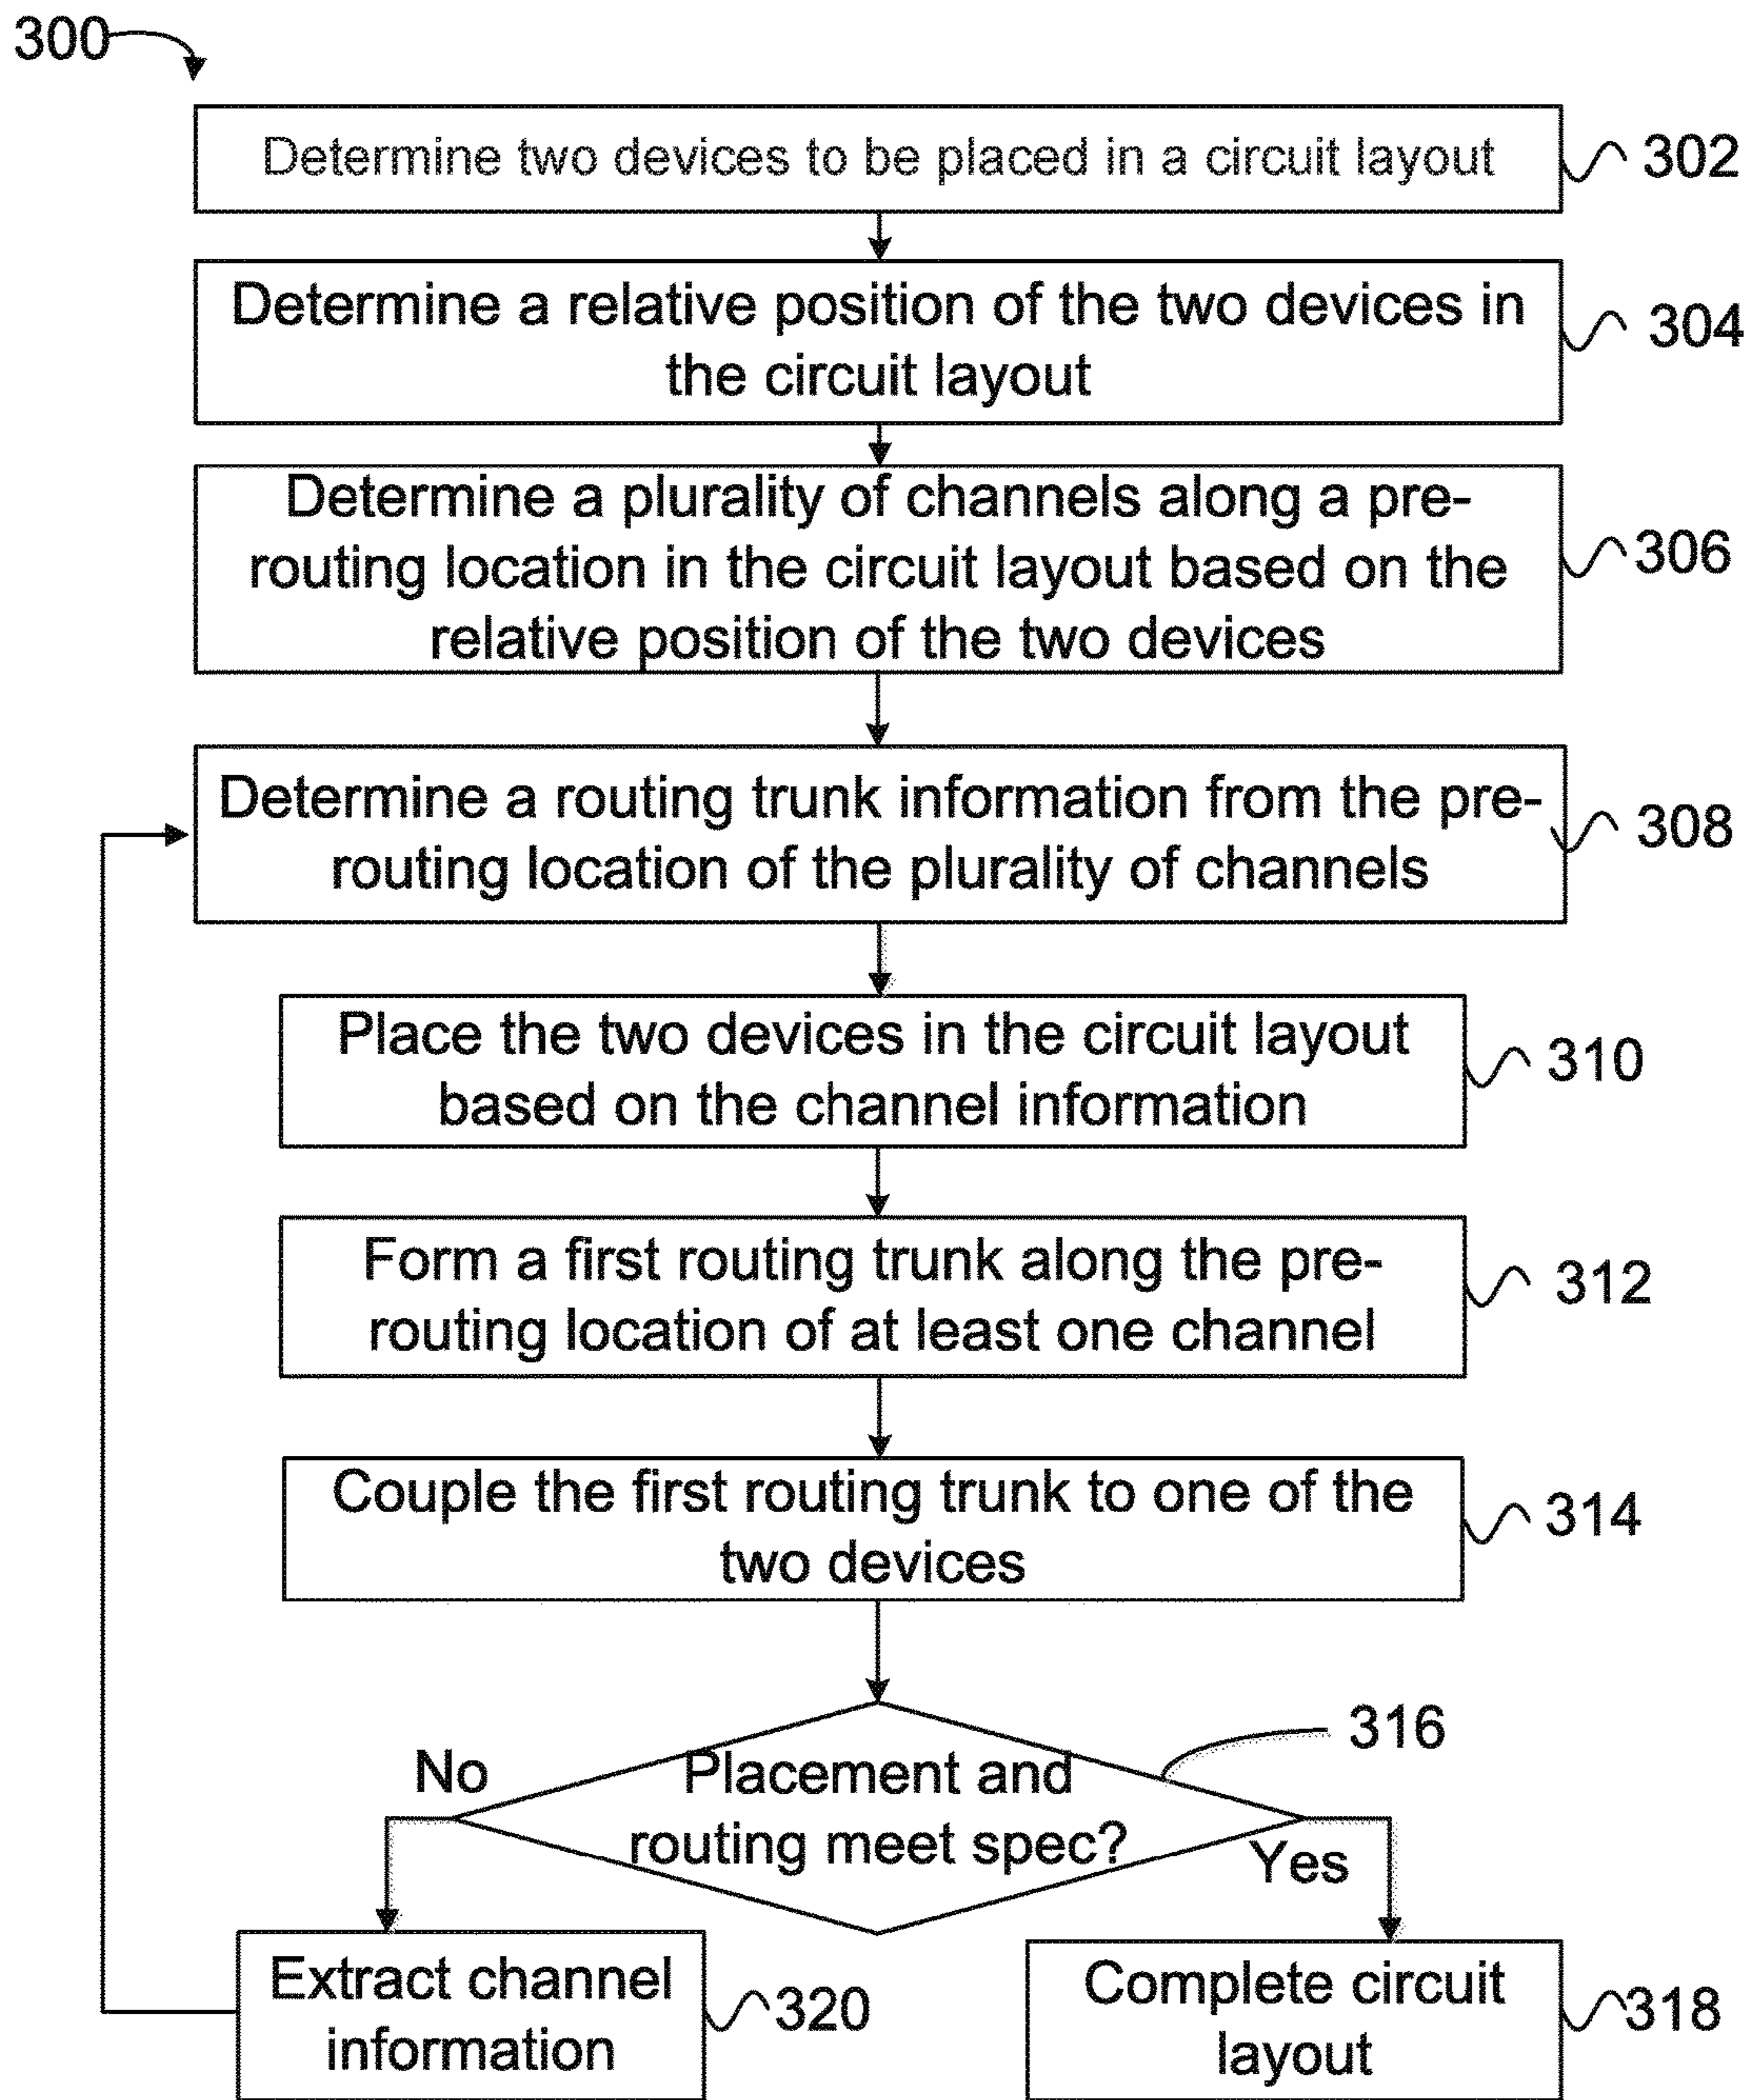 300
Determine two devices to be placed in a circuit layout
302
Determine a relative position of the two devices in
the circuit layout
304
Determine a plurality of channels along a pre-
routing location in the circuit layout based on the
relative position of the two devices
306
Determine a routing trunk information from the pre-
routing location of the plurality of channels
308
Place the two devices in the circuit layout
based on the channel information
310
Form a first routing trunk along the pre-
routing location of at least one channel
312
Couple the first routing trunk to one of the
two devices
314
316
No
Placement and
routing meet spec?
Yes
Extract channel
information
320
Complete circuit
layout
318